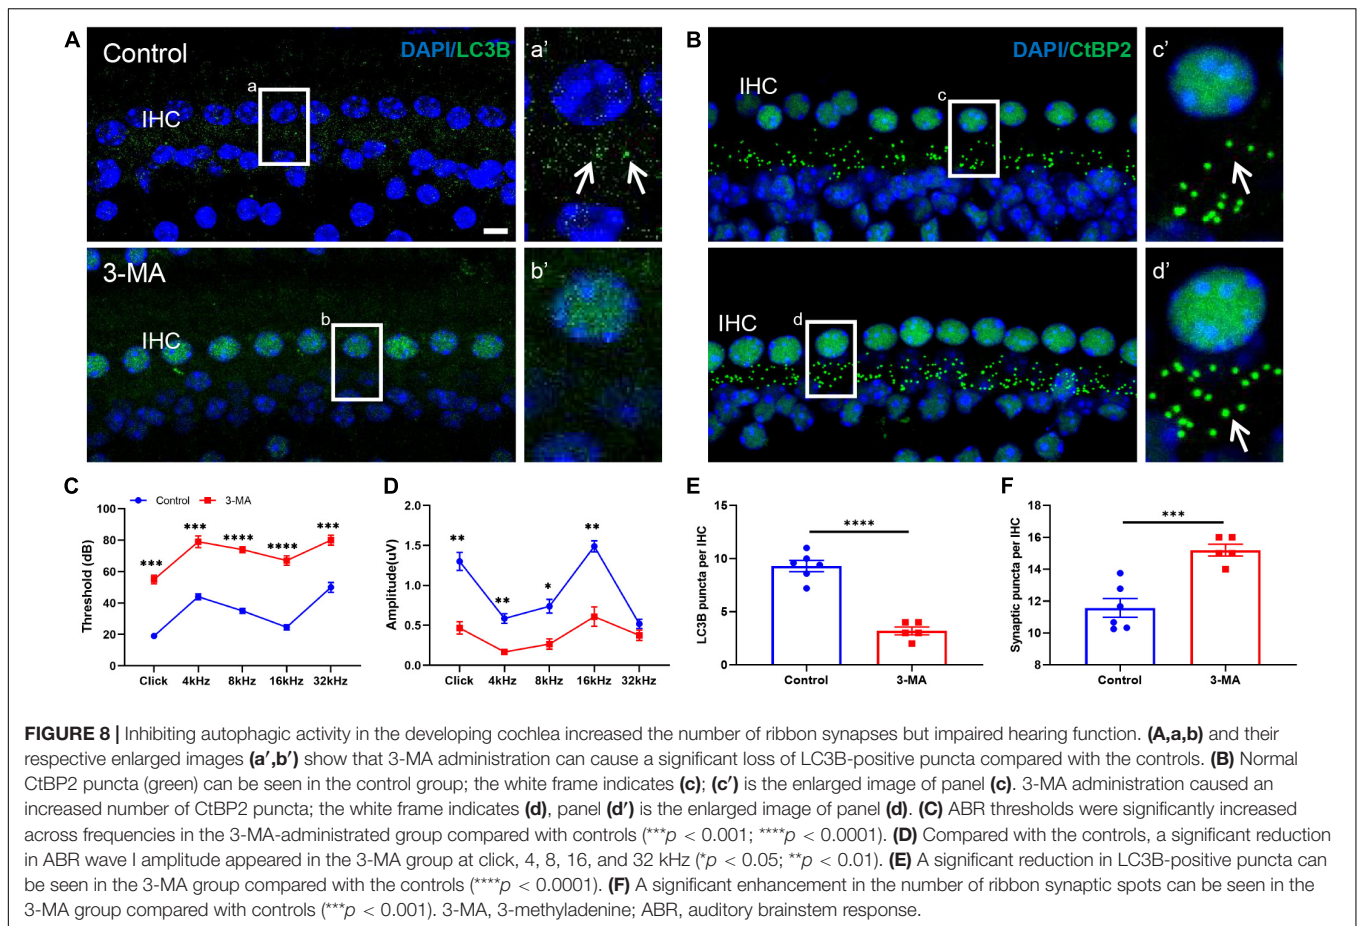 A
Control
DAPI/LC3B
a
IHC
a’
3-MA
b
IHC
b’
B
DAPI/CtBP2
IHC
c
c’
IHC
d
d’
C
Control
3-MA
Threshold (dB)
100
80
60
40
20
0
***
***
****
****
***
Click
4kHz
8kHz
16kHz
32kHz
D
Amplitude(uV)
2.0
1.5
1.0
0.5
0.0
**
**
*
**
Click
4kHz
8kHz
16kHz
32kHz
E
LC3B puncta per IHC
15
10
5
0
****
Control
3-MA
F
Synaptic puncta per IHC
18
16
14
12
10
8
***
Control
3-MA
FIGURE 8 | Inhibiting autophagic activity in the developing cochlea increased the number of ribbon synapses but impaired hearing function. (A,a,b) and their
respective enlarged images (a′,b′) show that 3-MA administration can cause a significant loss of LC3B-positive puncta compared with the controls. (B) Normal
CtBP2 puncta (green) can be seen in the control group; the white frame indicates (c); (c′) is the enlarged image of panel (c). 3-MA administration caused an
increased number of CtBP2 puncta; the white frame indicates (d), panel (d′) is the enlarged image of panel (d). (C) ABR thresholds were significantly increased
across frequencies in the 3-MA-administrated group compared with controls (***p < 0.001; ****p < 0.0001). (D) Compared with the controls, a significant reduction
in ABR wave I amplitude appeared in the 3-MA group at click, 4, 8, 16, and 32 kHz (*p < 0.05; **p < 0.01). (E) A significant reduction in LC3B-positive puncta can
be seen in the 3-MA group compared with the controls (****p < 0.0001). (F) A significant enhancement in the number of ribbon synaptic spots can be seen in the
3-MA group compared with controls (***p < 0.001). 3-MA, 3-methyladenine; ABR, auditory brainstem response.